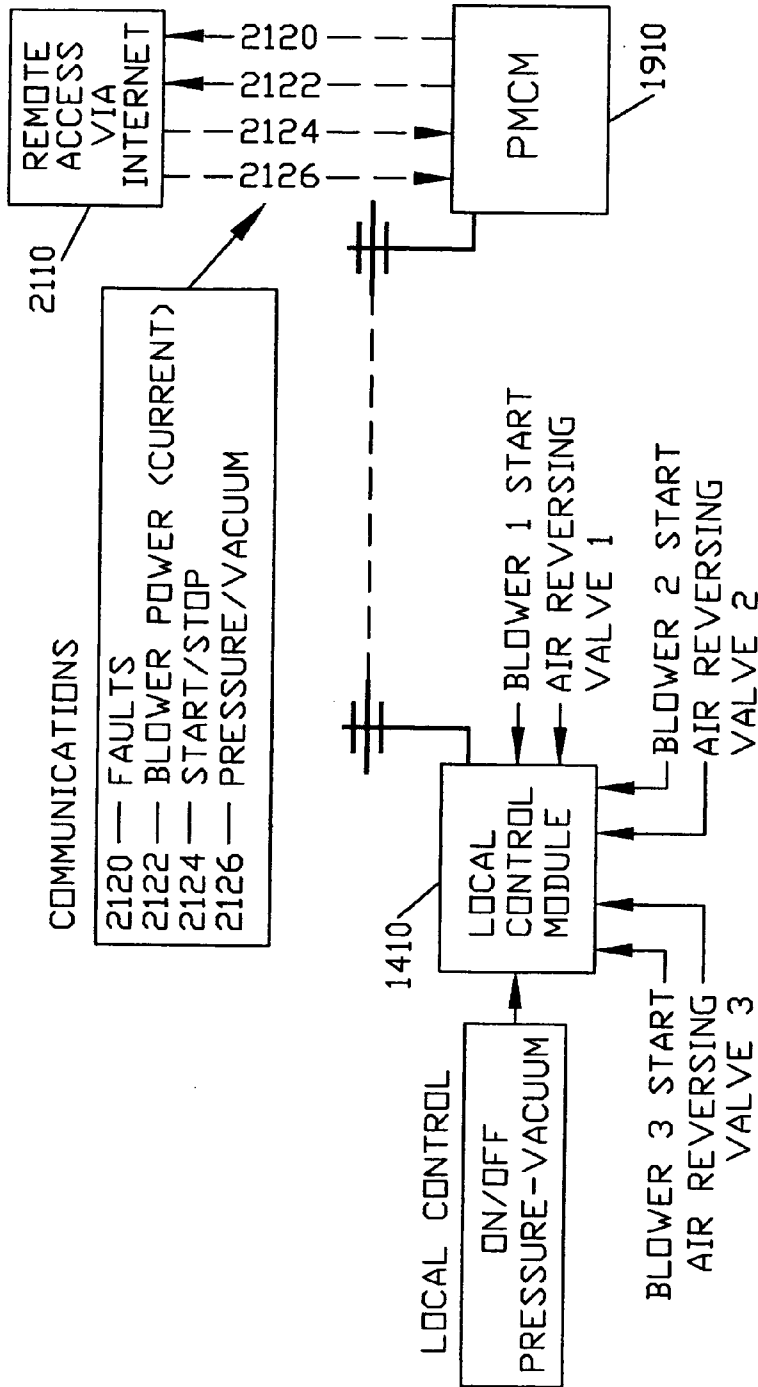 COMMUNICATIONS
2120 — FAULTS
2122 — BLOWER POWER <CURRENT>
2124 — START/STOP
2126 — PRESSURE/VACUUM
2110
REMOTE
ACCESS
VIA
INTERNET
2126
2124
2122
2120
PMCM
1910
LOCAL CONTROL
ON/OFF
PRESSURE-VACUUM
1410
LOCAL
CONTROL
MODULE
BLOWER 1 START
AIR REVERSING
VALVE 1
BLOWER 2 START
AIR REVERSING
VALVE 2
BLOWER 3 START
AIR REVERSING
VALVE 3